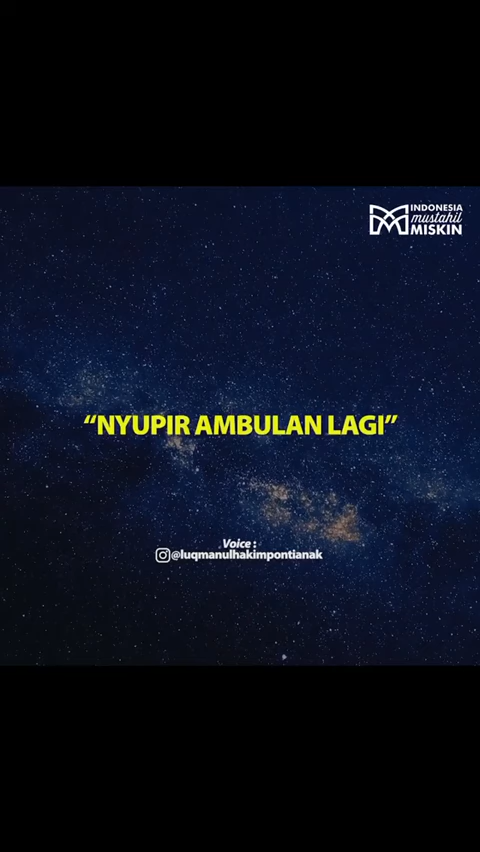 INDONESIA
mustahil
MISKIN
“NYUPIR AMBULAN LAGI”
Voice :
@luqmanulhakimpontianak